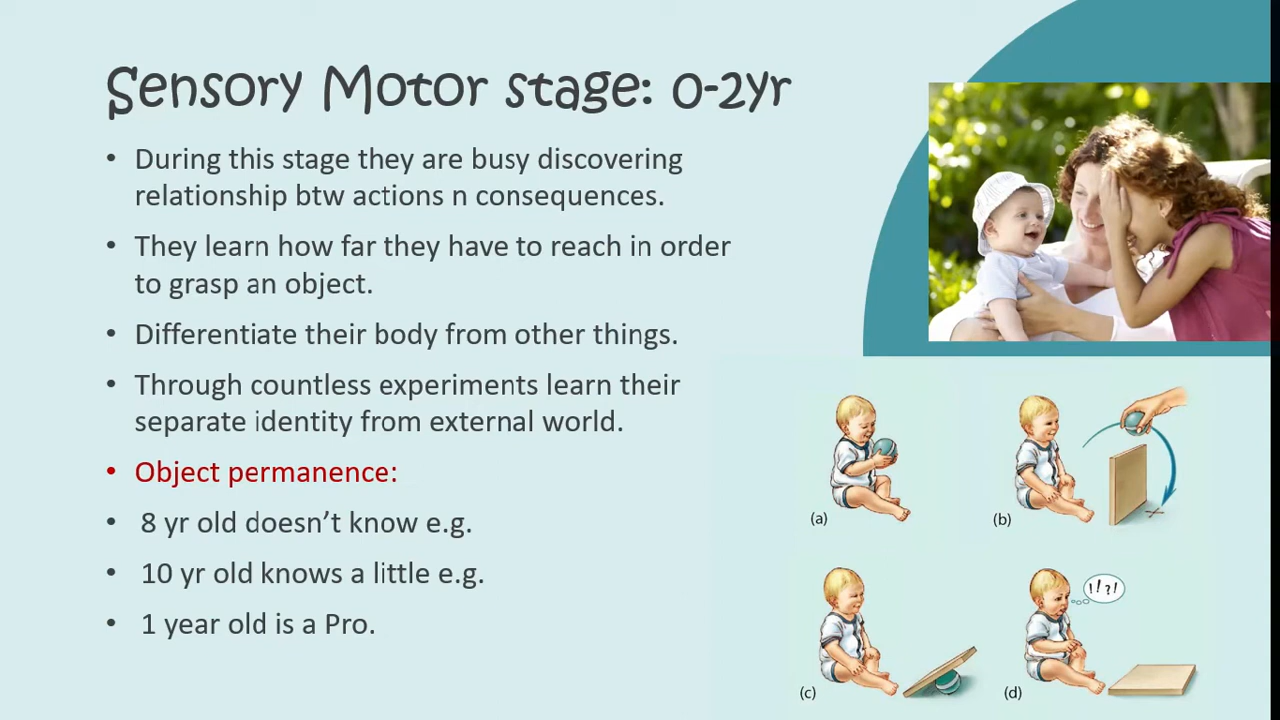 Sensory Motor stage: 0-2yr
• During this stage they are busy discovering
relationship btw actions n consequences.
• They learn how far they have to reach in order
to grasp an object.
• Differentiate their body from other things.
• Through countless experiments learn their
separate identity from external world.
• Object permanence:
• 8 yr old doesn’t know e.g.
• 10 yr old knows a little e.g.
• 1 year old is a Pro.
(a)
(b)
!!?!
(c)
(d)